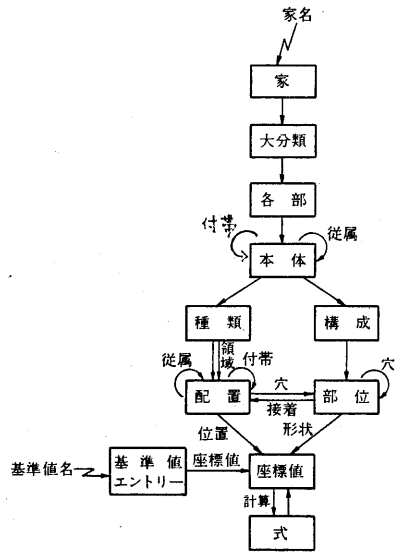 家名
家
大分類
各部
付帯
従属
本体
種類
構成
領域
従属
付帯
穴
穴
配置
部位
接着
位置
形状
基準値名
基準値
エントリー
座標値
座標値
計算
式